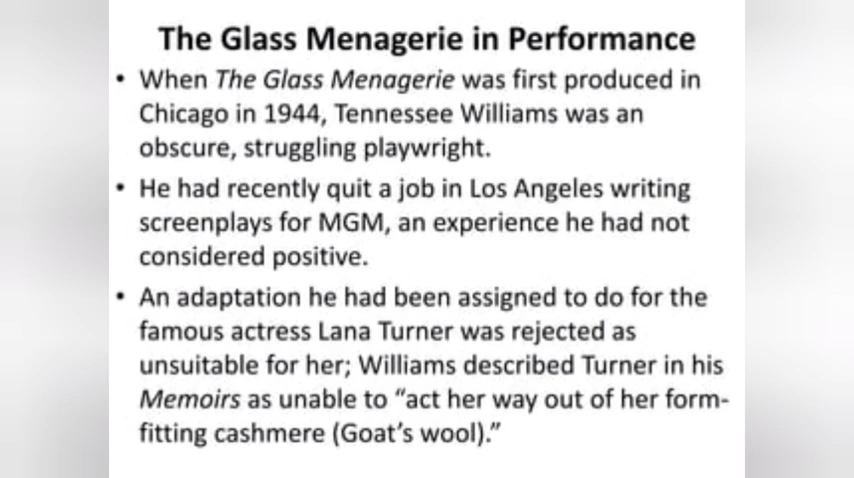 The Glass Menagerie in Performance
• When The Glass Menagerie was first produced in
Chicago in 1944, Tennessee Williams was an
obscure, struggling playwright.
• He had recently quit a job in Los Angeles writing
screenplays for MGM, an experience he had not
considered positive.
• An adaptation he had been assigned to do for the
famous actress Lana Turner was rejected as
unsuitable for her; Williams described Turner in his
Memoirs as unable to “act her way out of her form-
fitting cashmere (Goat’s wool).”